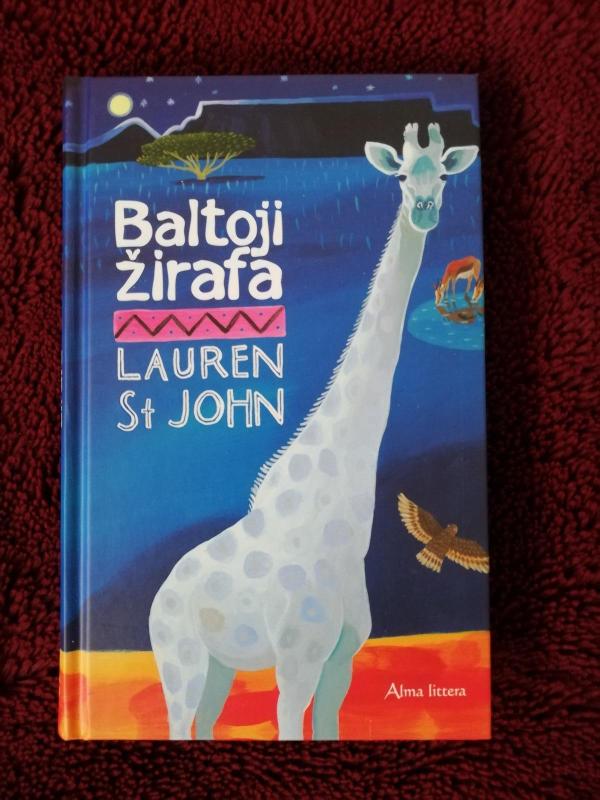 Baltoji
žirafa
LAUREN
St JOHN
Alma littera